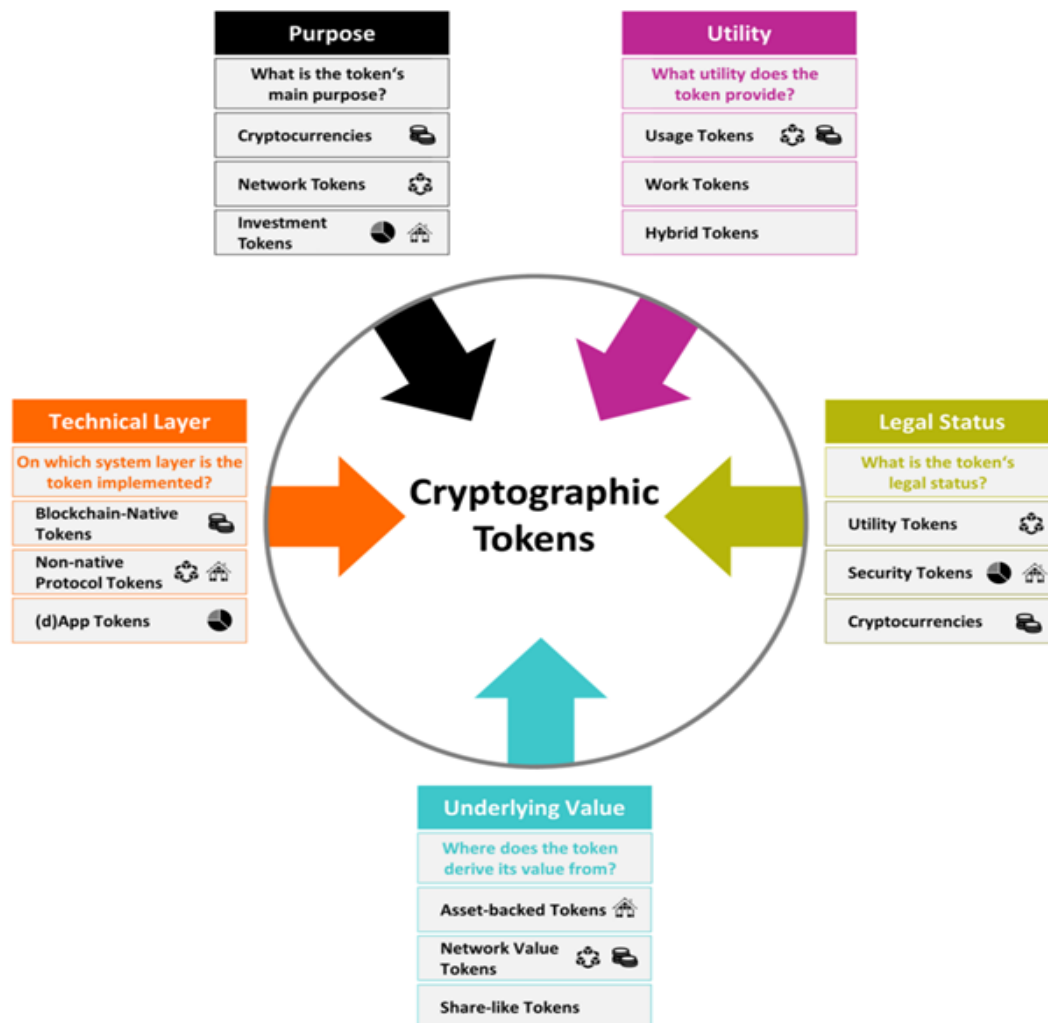 Purpose
What is the token's
main purpose?
Cryptocurrencies
Network Tokens
Investment
Tokens
Utility
What utility does the
token provide?
Usage Tokens
Work Tokens
Hybrid Tokens
Technical Layer
On which system layer is the
token implemented?
Blockchain-Native
Tokens
Non-native
Protocol Tokens
(d)App Tokens
Cryptographic
Tokens
Legal Status
What is the token's
legal status?
Utility Tokens
Security Tokens
Cryptocurrencies
Underlying Value
Where does the token
derive its value from?
Asset-backed Tokens
Network Value
Tokens
Share-like Tokens